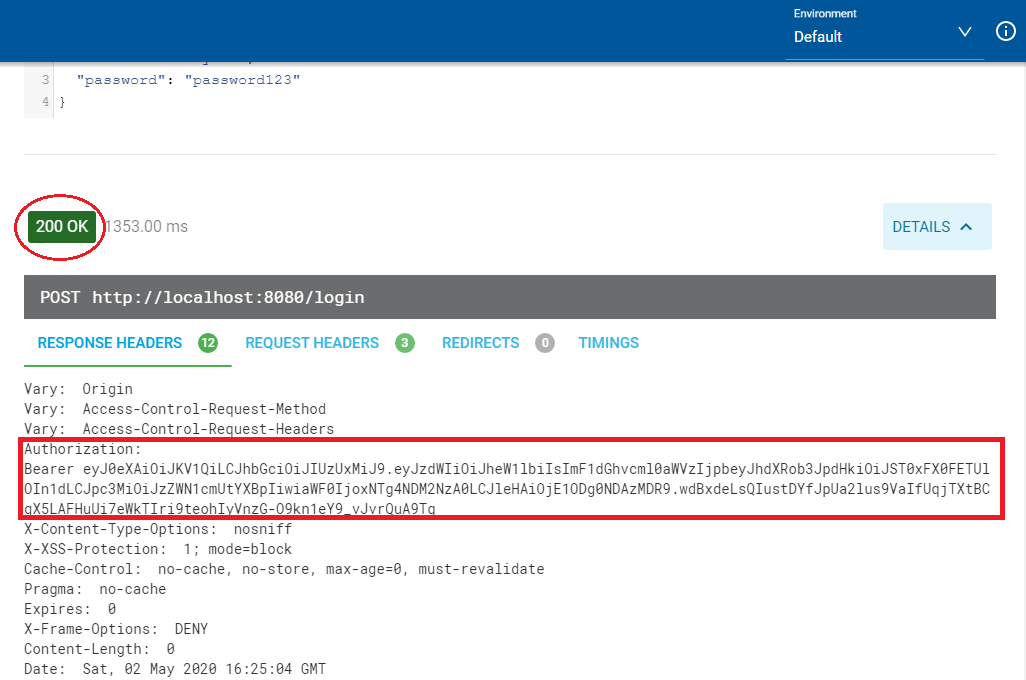 Environment
Default
3 "password": "password123"
4 }
200 OK 1353.00 ms
DETAILS
POST http://localhost:8080/login
RESPONSE HEADERS 12 REQUEST HEADERS 3 REDIRECTS 0 TIMINGS
Vary: Origin
Vary: Access-Control-Request-Method
Vary: Access-Control-Request-Headers
Authorization:
Bearer eyJ0eXAiOiJKV1QiLCJhbGciOiJIUzUxMiJ9.eyJzdWIiOiJheW1lbiIsImF1dGhvcml0aWVzIjpbeyJhdXRob3JpdHkiOiJST0xFX0FETUl
OIn1dLCJpc3MiOiJzZWN1cmUtYXBpIiwiaWF0IjoxNTg4NDM2NzA0LCJleHAiOjE1ODg0NDAzMDR9.wdBxdeLsQIustDYfJpUa2lus9VaIfUqjTXtBC
qX5LAFHuUi7eWkTIri9teohIyVnzG-O9kn1eY9_vJvrQuA9Tg
X-Content-Type-Options: nosniff
X-XSS-Protection: 1; mode=block
Cache-Control: no-cache, no-store, max-age=0, must-revalidate
Pragma: no-cache
Expires: 0
X-Frame-Options: DENY
Content-Length: 0
Date: Sat, 02 May 2020 16:25:04 GMT